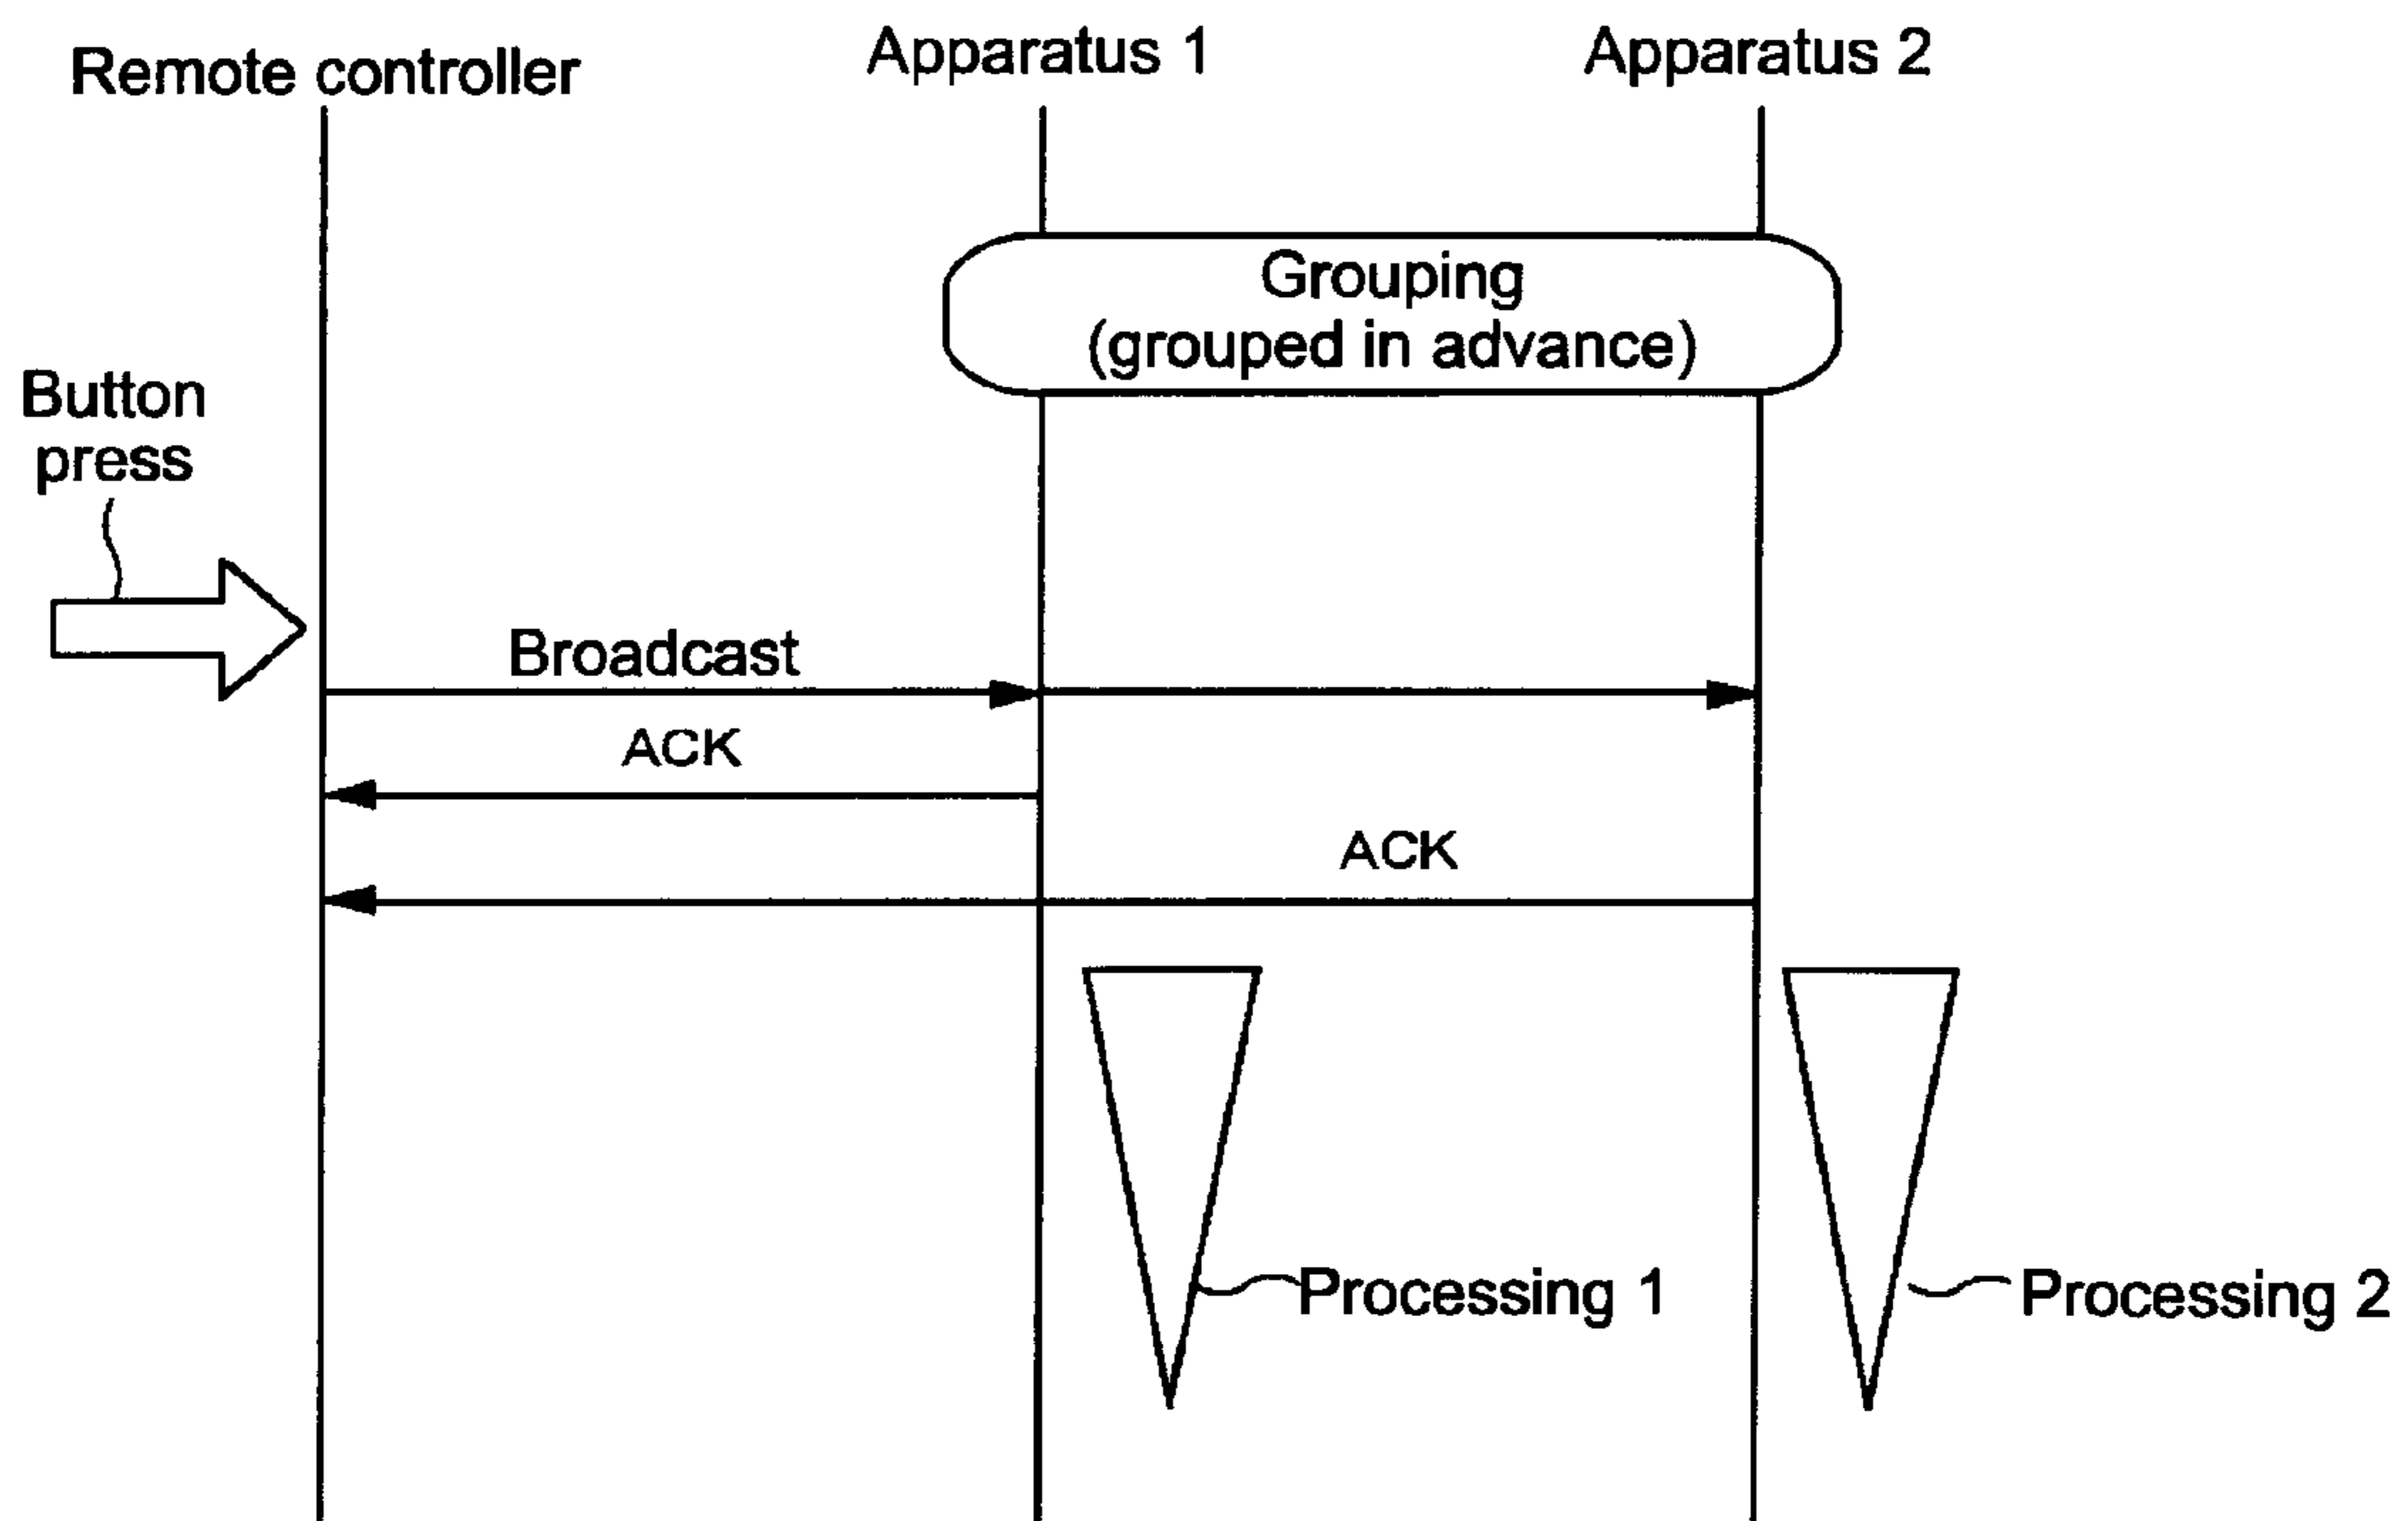 Remote controller
Apparatus 1
Apparatus 2
Grouping
(grouped in advance)
Button
press
Broadcast
ACK
ACK
Processing 1
Processing 2